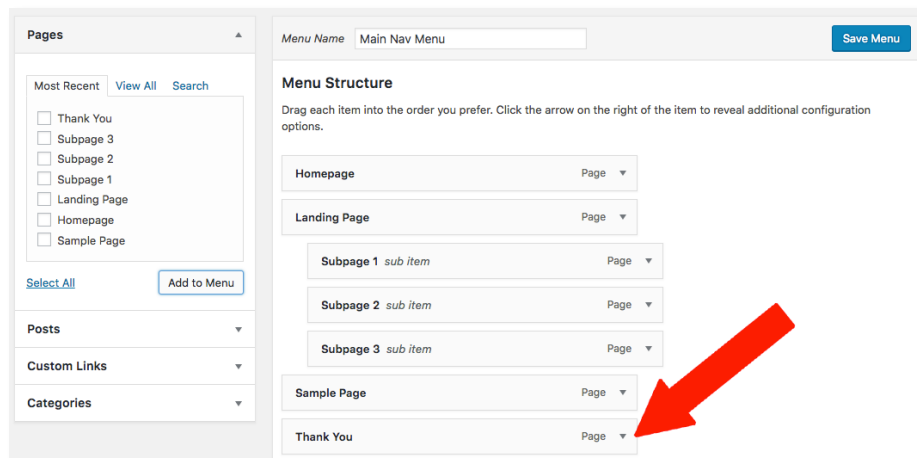 Pages
Most Recent View All Search
Thank You
Subpage 3
Subpage 2
Subpage 1
Landing Page
Homepage
Sample Page
Select All Add to Menu
Posts
Custom Links
Categories
Menu Name Main Nav Menu Save Menu
Menu Structure
Drag each item into the order you prefer. Click the arrow on the right of the item to reveal additional configuration
options.
Homepage Page
Landing Page Page
Subpage 1 sub item Page
Subpage 2 sub item Page
Subpage 3 sub item Page
Sample Page Page
Thank You Page